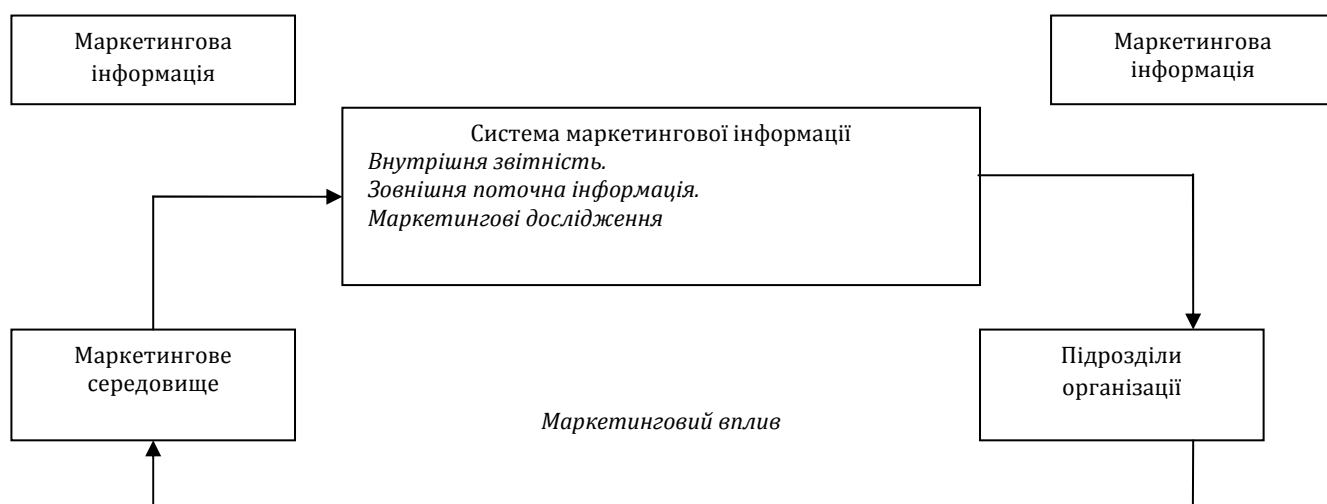 Маркетингова
інформація
Маркетингова
інформація
Система маркетингової інформації
Внутрішня звітність.
Зовнішня поточна інформація.
Маркетингові дослідження
Маркетингове
середовище
Підрозділи
організації
Маркетинговий вплив